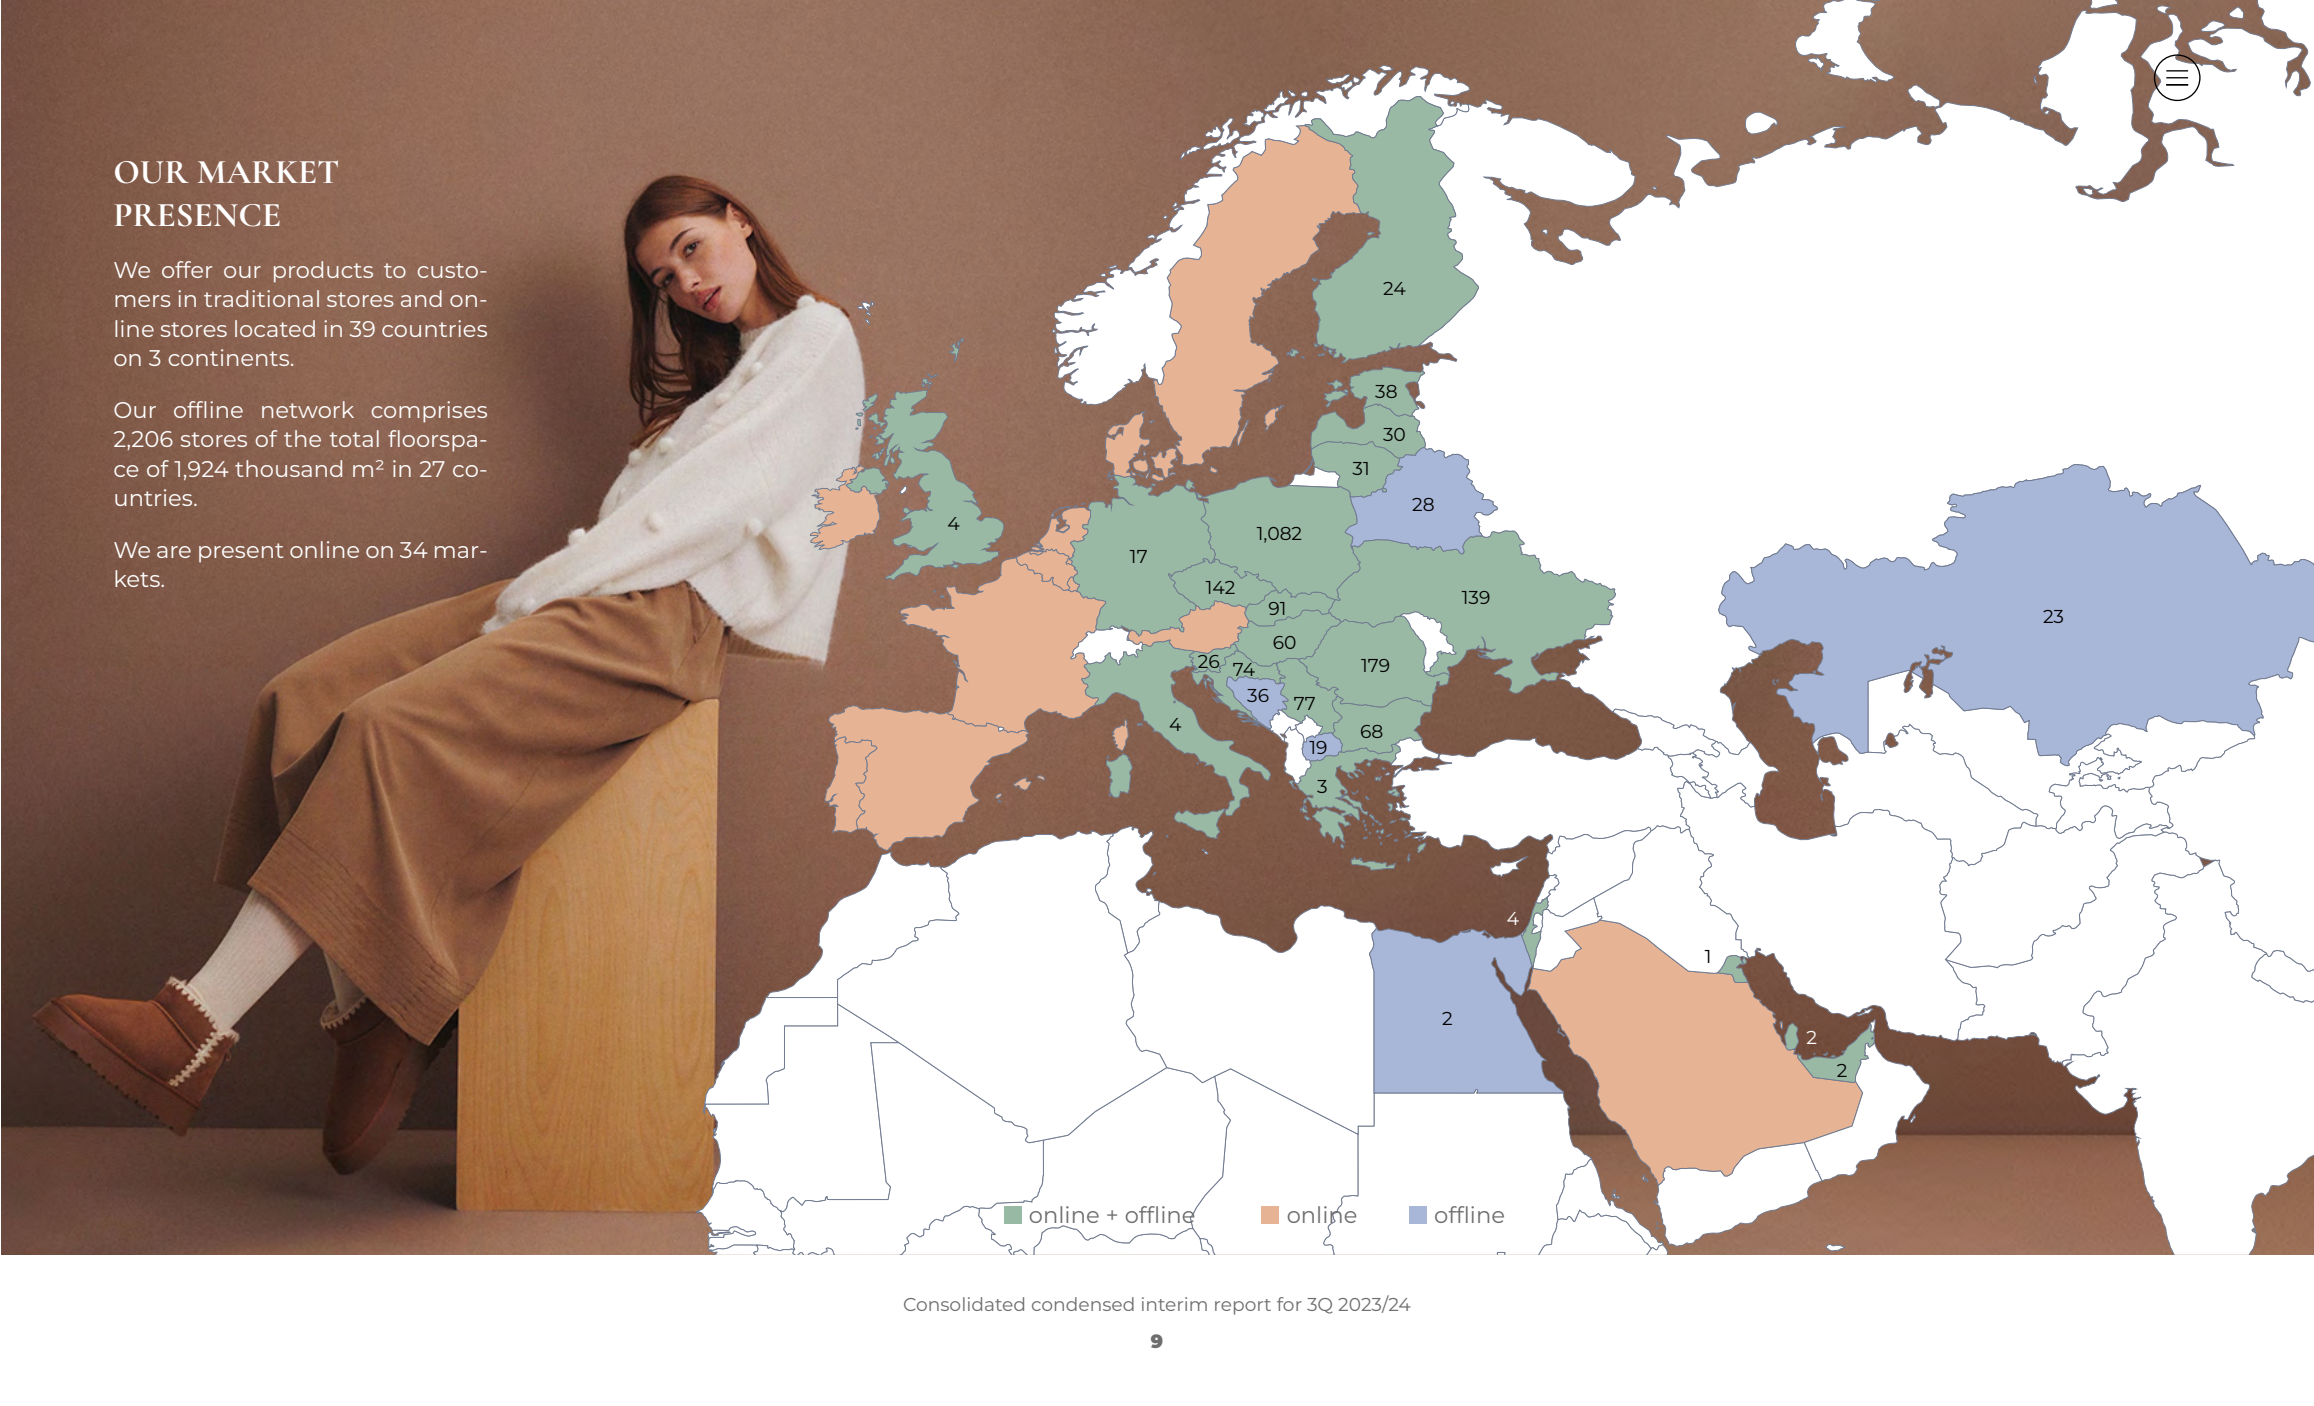 OUR MARKET
PRESENCE
We offer our products to custo-
mers in traditional stores and on-
line stores located in 39 countries
on 3 continents.
Our offline network comprises
2,206 stores of the total floorspa-
ce of 1,924 thousand m² in 27 co-
untries.
We are present online on 34 mar-
kets.
24
38
30
31
28
4
1,082
17
142
139
91
23
60
26
74
179
36
77
4
68
19
3
4
1
2
2
2
online + offline
online
offline
Consolidated condensed interim report for 3Q 2023/24
9